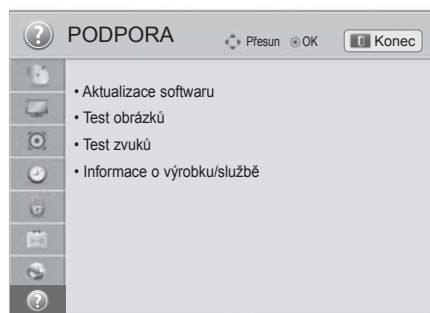 PODPORA Přesun OK Konec
• Aktualizace softwaru
• Test obrázků
• Test zvuků
• Informace o výrobku/službě